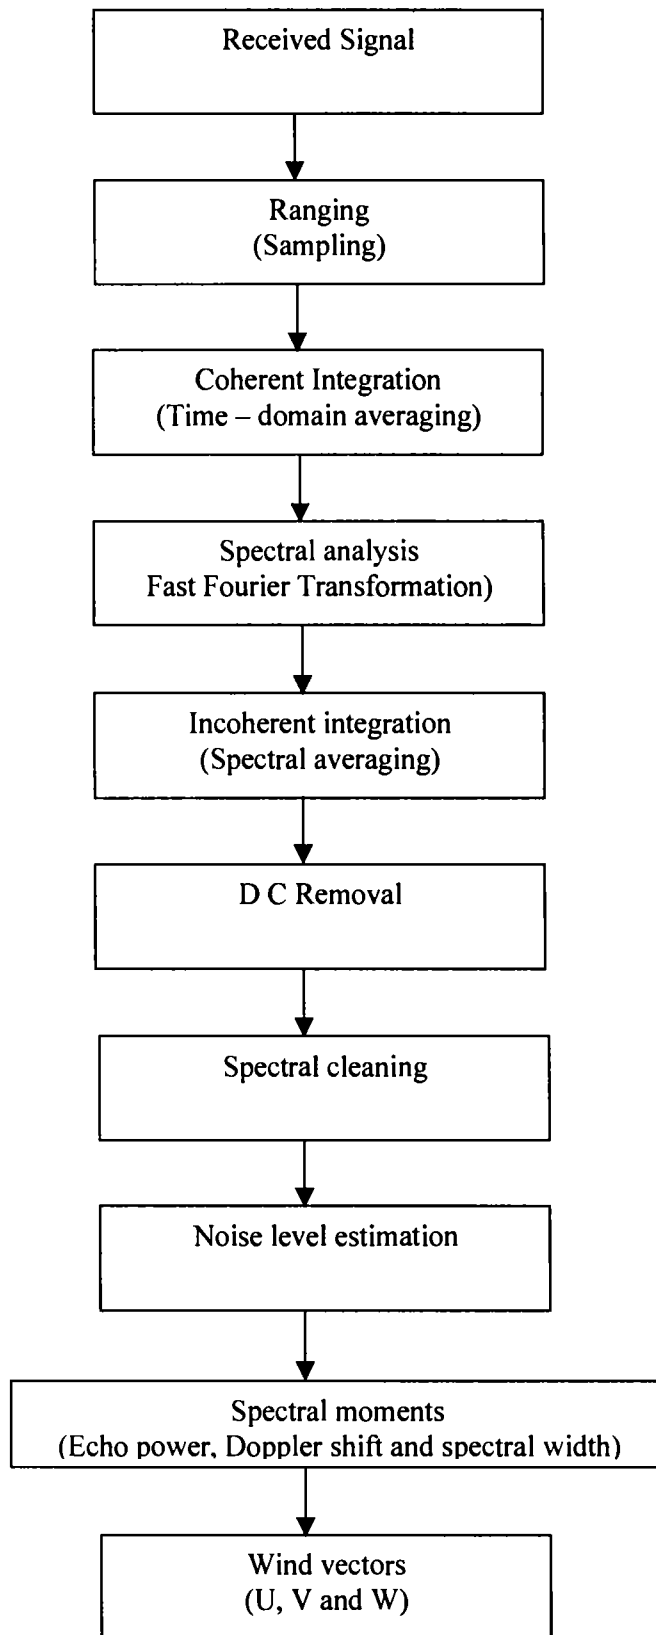 Received Signal
Ranging
(Sampling)
Coherent Integration
(Time – domain averaging)
Spectral analysis
Fast Fourier Transformation)
Incoherent integration
(Spectral averaging)
D C Removal
Spectral cleaning
Noise level estimation
Spectral moments
(Echo power, Doppler shift and spectral width)
Wind vectors
(U, V and W)